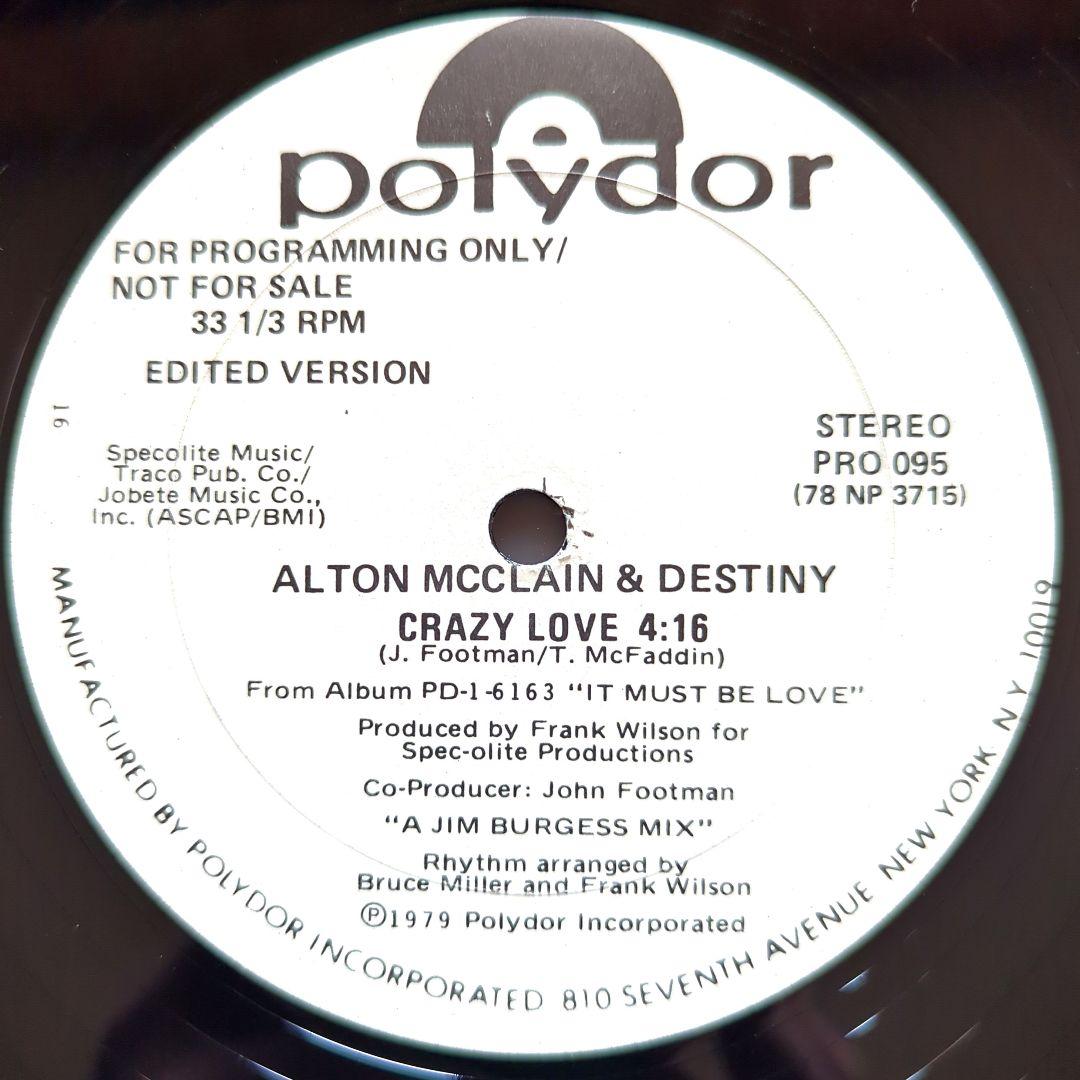 polydor
FOR PROGRAMMING ONLY/
NOT FOR SALE
33 1/3 RPM
EDITED VERSION
16
Specolite Music/
Traco Pub. Co./
Jobete Music Co.,
Inc. (ASCAP/BMI)
STEREO
PRO 095
(78 NP 3715)
ALTON MCCLAIN & DESTINY
CRAZY LOVE 4:16
(J. Footman/T. McFaddin)
From Album PD-1-6163 “IT MUST BE LOVE”
Produced by Frank Wilson for
Spec-olite Productions
Co-Producer: John Footman
“A JIM BURGESS MIX”
Rhythm arranged by
Bruce Miller and Frank Wilson
Ⓟ1979 Polydor Incorporated
MANUFACTURED BY POLYDOR INCORPORATED 810 SEVENTH AVENUE NEW YORK N Y 10019